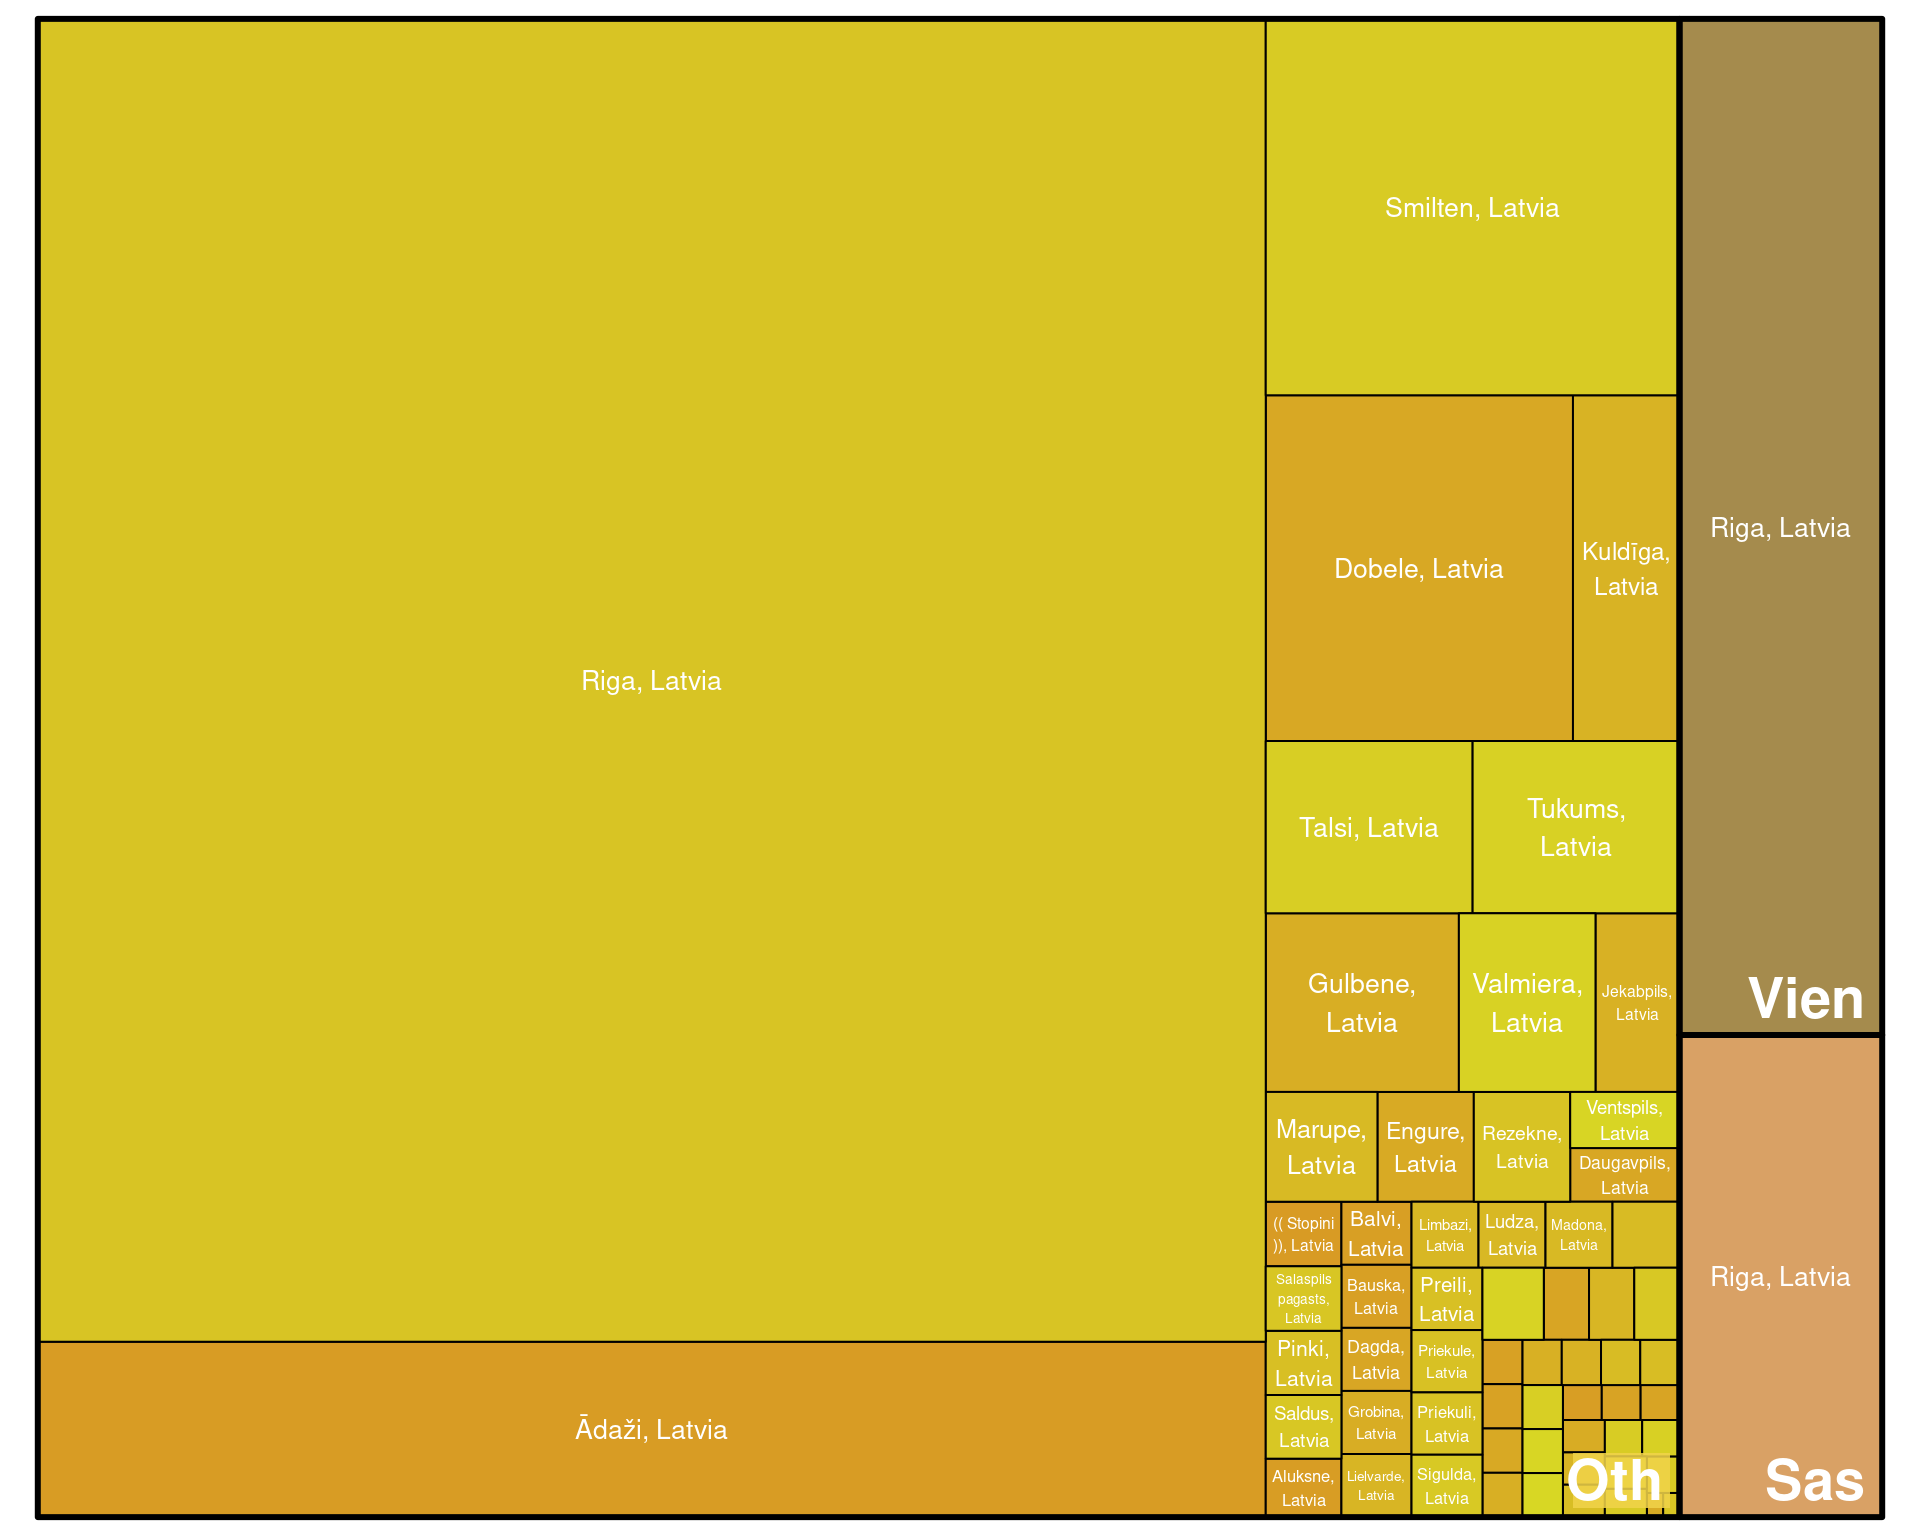 Riga, Latvia
Ādaži, Latvia
Smilten, Latvia
Dobele, Latvia
Kuldīga,
Latvia
Talsi, Latvia
Tukums,
Latvia
Gulbene,
Latvia
Valmiera,
Latvia
Jekabpils,
Latvia
Marupe,
Latvia
Engure,
Latvia
Rezekne,
Latvia
Ventspils,
Latvia
Daugavpils,
Latvia
(( Stopini
)), Latvia
Balvi,
Latvia
Limbazi,
Latvia
Ludza,
Latvia
Madona,
Latvia
Salaspils
pagasts,
Latvia
Bauska,
Latvia
Preili,
Latvia
Pinki,
Latvia
Dagda,
Latvia
Priekule,
Latvia
Saldus,
Latvia
Grobina,
Latvia
Priekuli,
Latvia
Aluksne,
Latvia
Lielvarde,
Latvia
Sigulda,
Latvia
Oth
Riga, Latvia
Vien
Riga, Latvia
Sas